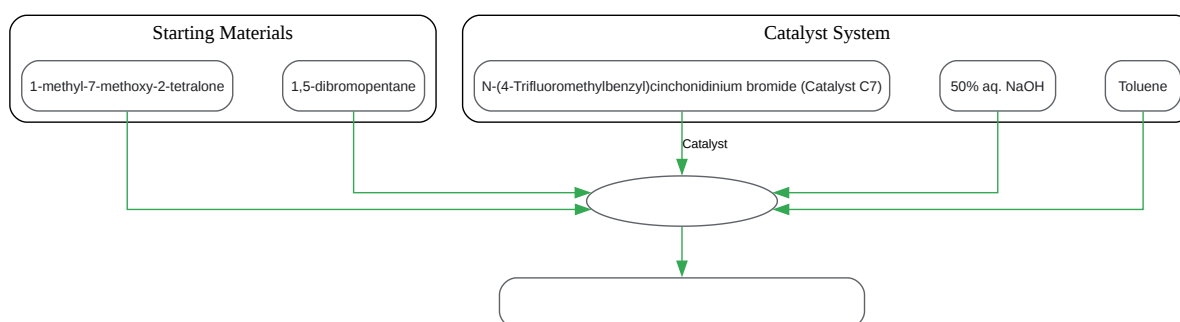 Starting Materials
Catalyst System
1-methyl-7-methoxy-2-tetralone
1,5-dibromopentane
N-(4-Trifluoromethylbenzyl)cinchonidinium bromide (Catalyst C7)
50% aq. NaOH
Toluene
Catalyst